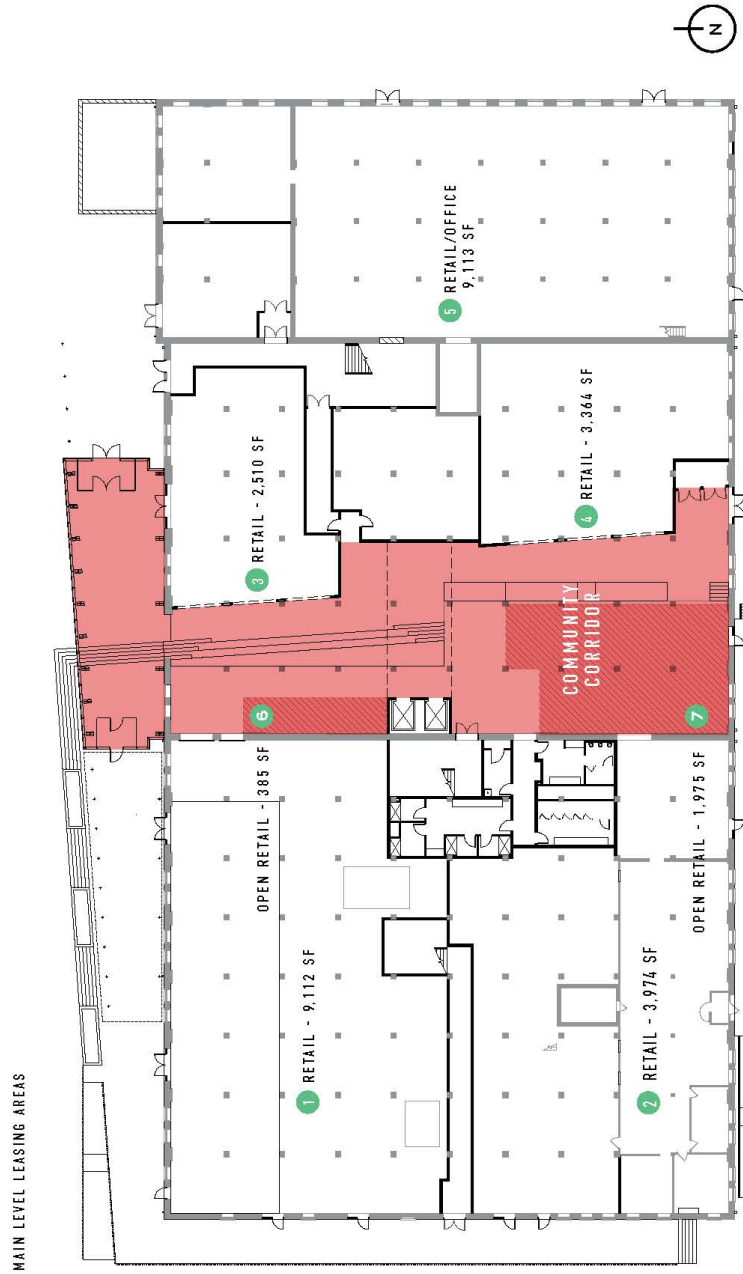 MAIN LEVEL LEASING AREAS
N
1 RETAIL - 9,112 SF
2 RETAIL - 3,974 SF
3 RETAIL - 2,510 SF
4 RETAIL - 3,364 SF
5 RETAIL/OFFICE
9,113 SF
6
OPEN RETAIL - 385 SF
7
OPEN RETAIL - 1,975 SF
COMMUNITY
CORRIDOR